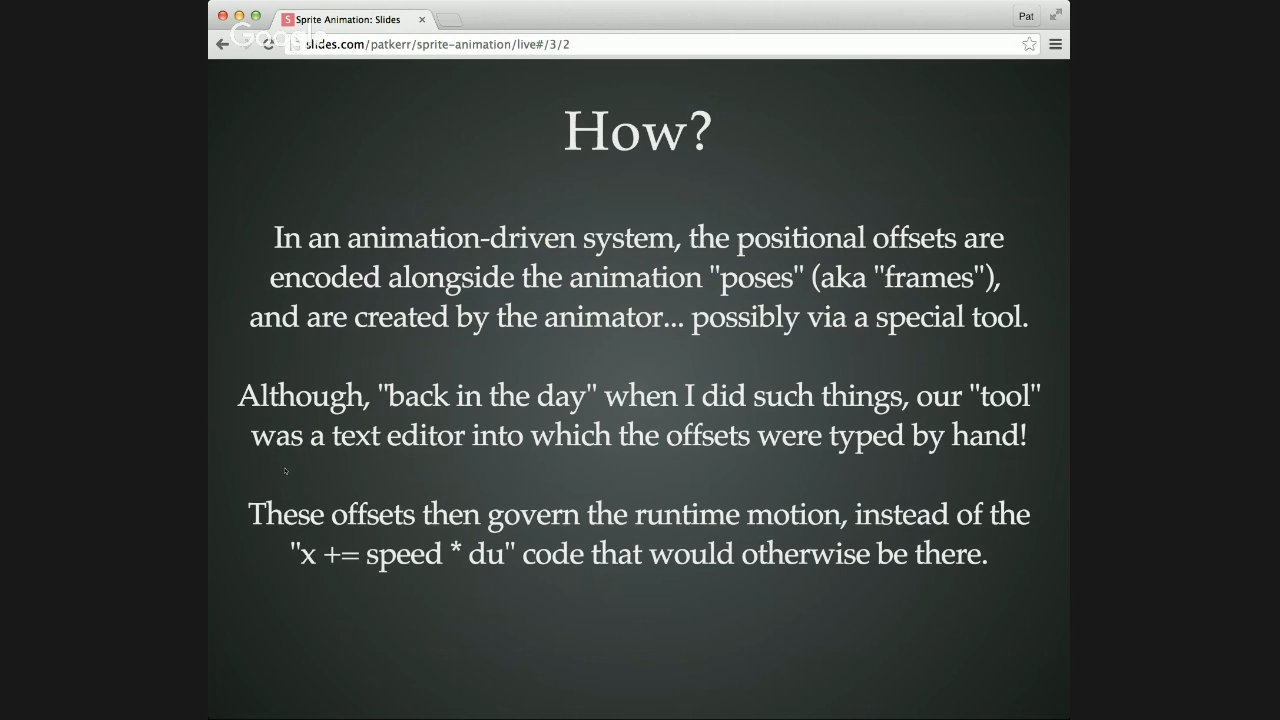 Sprite Animation: Slides
Pat
Google
slides.com/patkerr/sprite-animation/live#/3/2
How?
In an animation-driven system, the positional offsets are
encoded alongside the animation "poses" (aka "frames"),
and are created by the animator... possibly via a special tool.
Although, "back in the day" when I did such things, our "tool"
was a text editor into which the offsets were typed by hand!
These offsets then govern the runtime motion, instead of the
"x += speed * du" code that would otherwise be there.